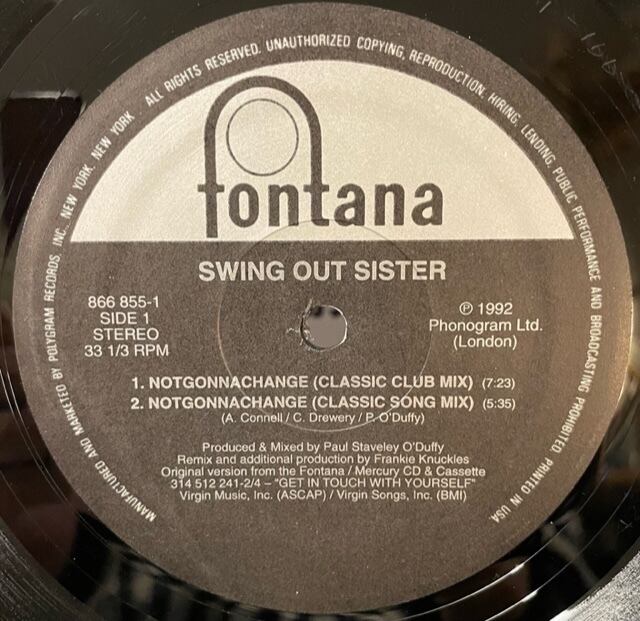 MANUFACTURED AND MARKETED BY POLYGRAM RECORDS, INC., NEW YORK, NEW YORK ALL RIGHTS RESERVED. UNAUTHORIZED COPYING, REPRODUCTION, HIRING, LENDING, PUBLIC PERFORMANCE AND BROADCASTING PROHIBITED. PRINTED IN USA.
fontana
SWING OUT SISTER
866 855-1
SIDE 1
STEREO
33 1/3 RPM
℗ 1992
Phonogram Ltd.
(London)
1. NOTGONNACHANGE (CLASSIC CLUB MIX) (7:23)
2. NOTGONNACHANGE (CLASSIC SONG MIX) (5:35)
(A. Connell / C. Drewery / P. O'Duffy)
Produced & Mixed by Paul Staveley O'Duffy
Remix and additional production by Frankie Knuckles
Original version from the Fontana / Mercury CD & Cassette
314 512 241-2/4 – "GET IN TOUCH WITH YOURSELF"
Virgin Music, Inc. (ASCAP) / Virgin Songs, Inc. (BMI)